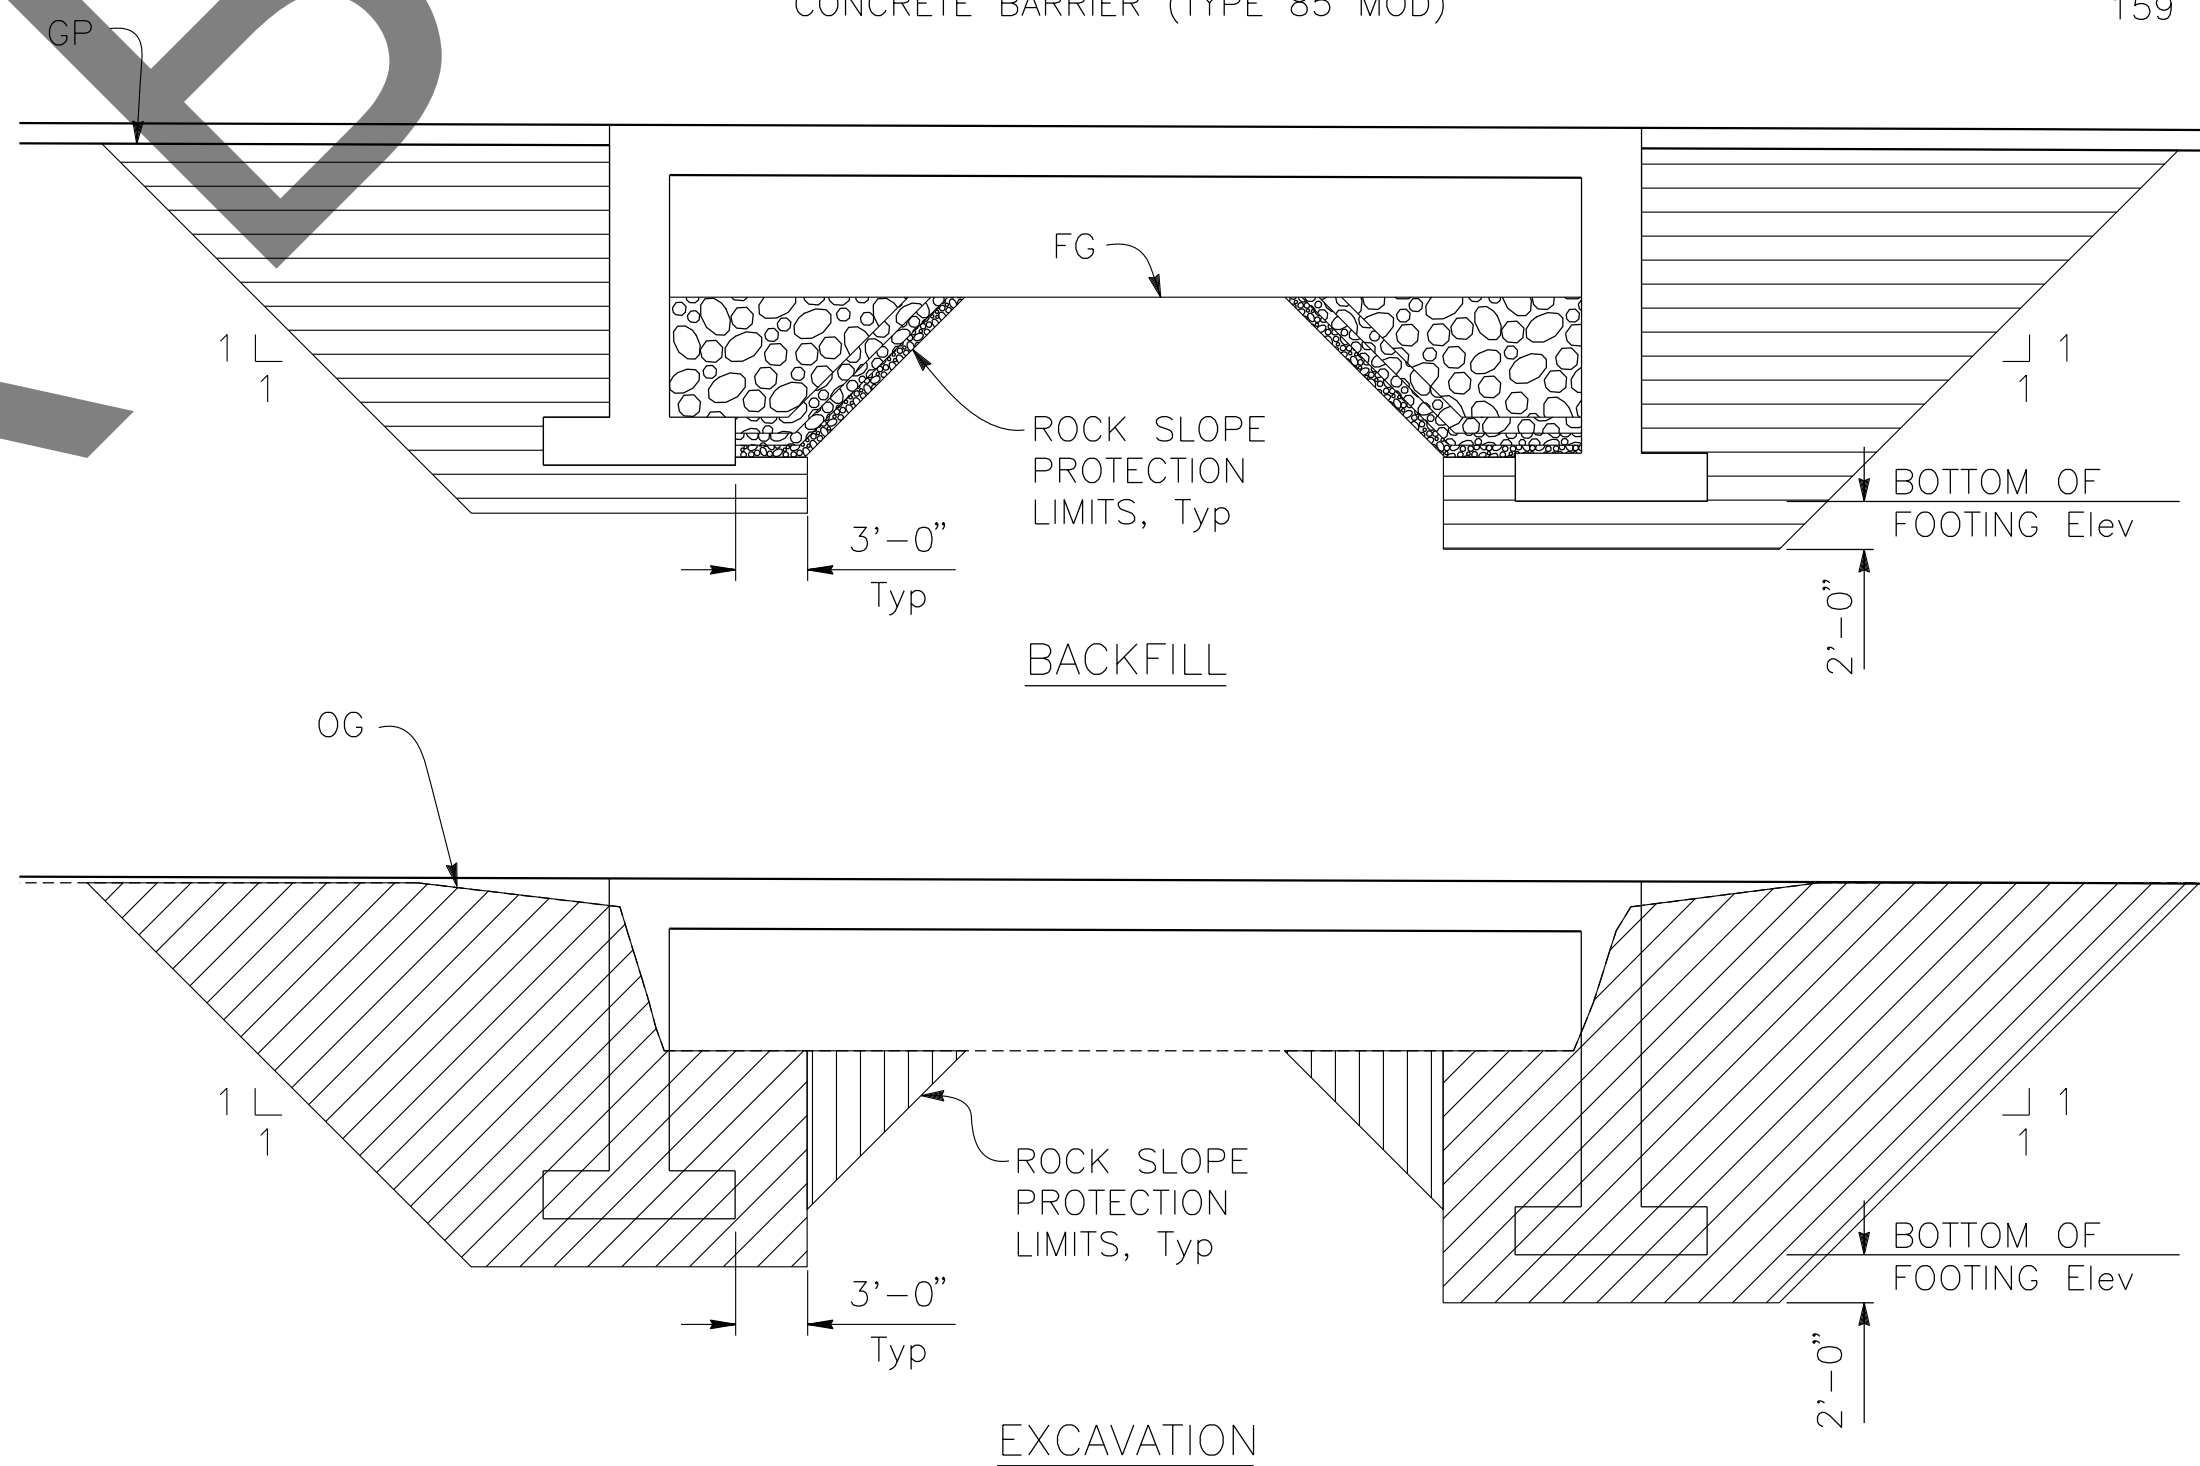 CONCRETE BARRIER (TYPE 85 MOD)
159
GP
FG
1
1
1
1
ROCK SLOPE
PROTECTION
LIMITS, Typ
BOTTOM OF
FOOTING Elev
3'-0"
Typ
2'-0"
BACKFILL
OG
1
1
1
1
ROCK SLOPE
PROTECTION
LIMITS, Typ
BOTTOM OF
FOOTING Elev
3'-0"
Typ
2'-0"
EXCAVATION